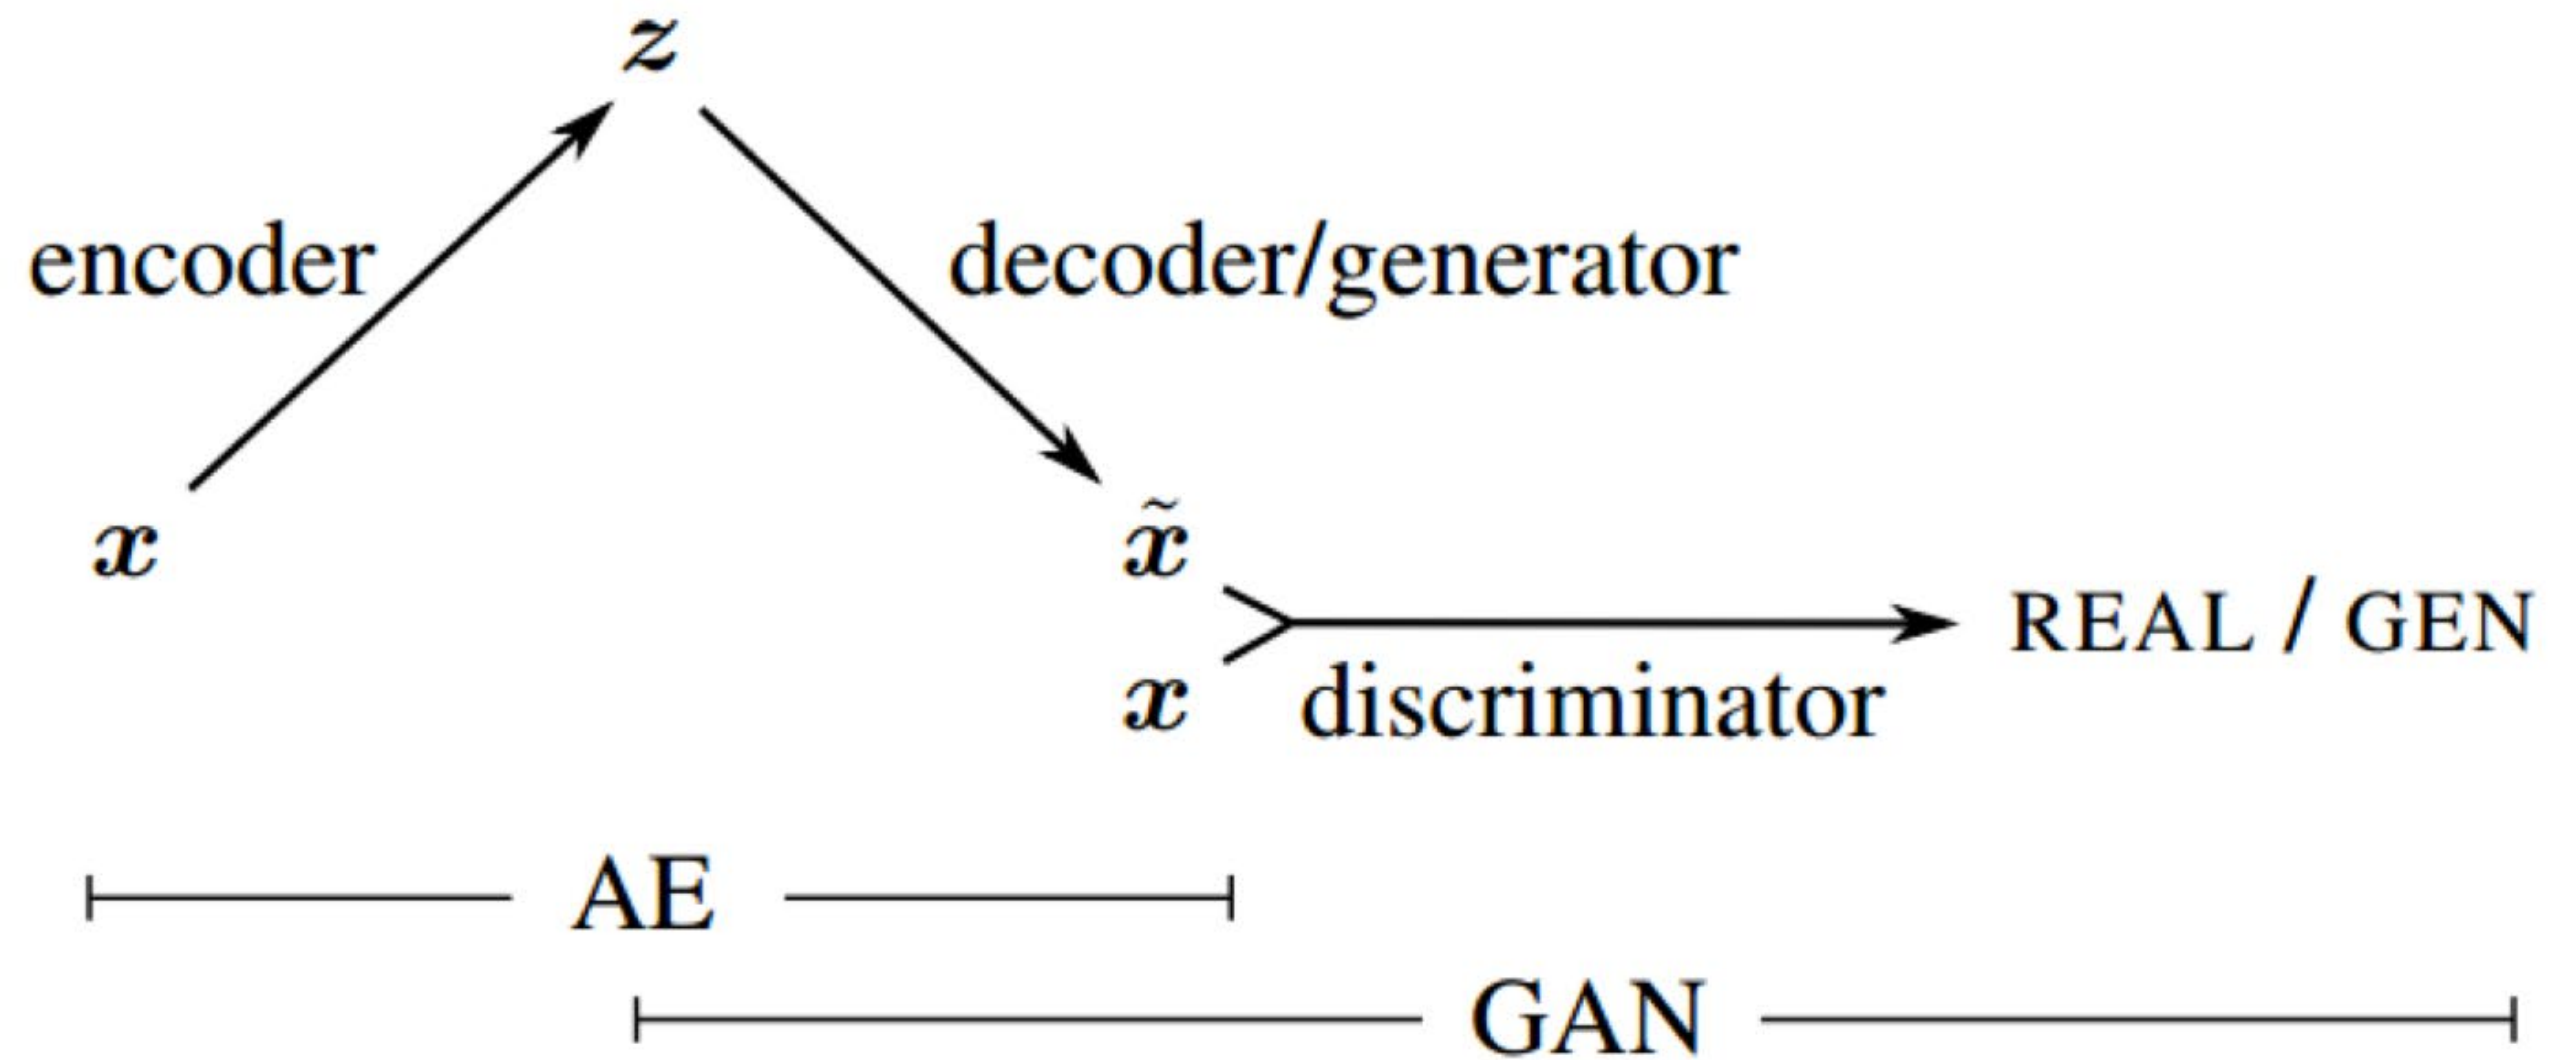 z
encoder
decoder/generator
x
x̃
REAL / GEN
x
discriminator
AE
GAN